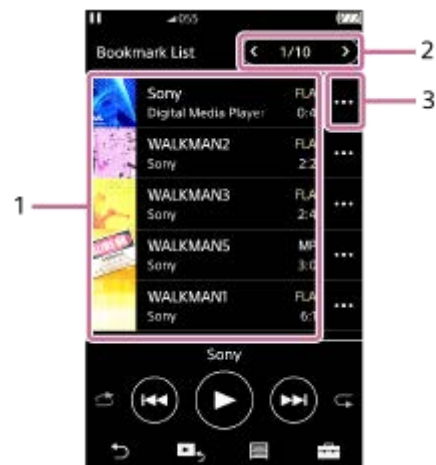 055
Bookmark List
1/10
2
3
Sony
FLA
Digital Media Player
0:4
WALKMAN2
FLA
Sony
2:2
WALKMAN3
FLA
Sony
2:4
1
WALKMAN5
MP
Sony
3:0
WALKMAN1
FLA
Sony
6:1
Sony